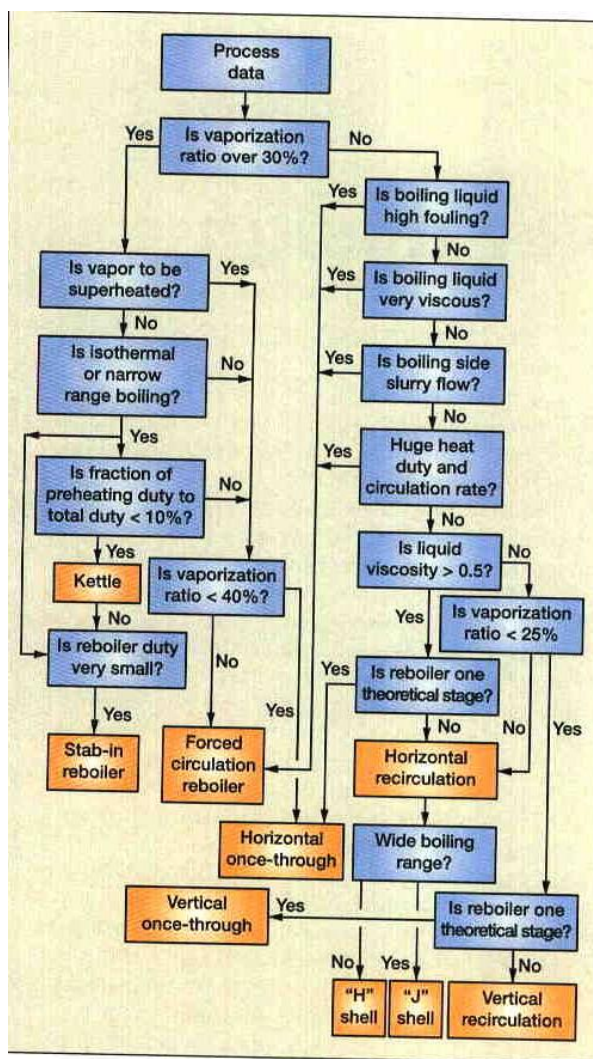 Process
data
Yes
Is vaporization
ratio over 30%?
No
Yes
Is boiling liquid
high fouling?
No
Is vapor to be
superheated?
Yes
Yes
Is boiling liquid
very viscous?
No
No
Is isothermal
or narrow
range boiling?
No
Yes
Is boiling side
slurry flow?
No
Yes
Is fraction of
preheating duty to
total duty < 10%?
No
Yes
Huge heat
duty and
circulation rate?
No
Yes
Kettle
No
Is vaporization
ratio < 40%?
Is liquid
viscosity > 0.5?
No
Yes
Is vaporization
ratio < 25%
Is reboiler duty
very small?
No
Yes
Yes
Is reboiler one
theoretical stage?
No
No
Yes
Yes
Stab-in
reboiler
Forced
circulation
reboiler
Horizontal
recirculation
Horizontal
once-through
Wide boiling
range?
Vertical
once-through
Yes
Is reboiler one
theoretical stage?
No
Yes
No
"H"
shell
"J"
shell
Vertical
recirculation